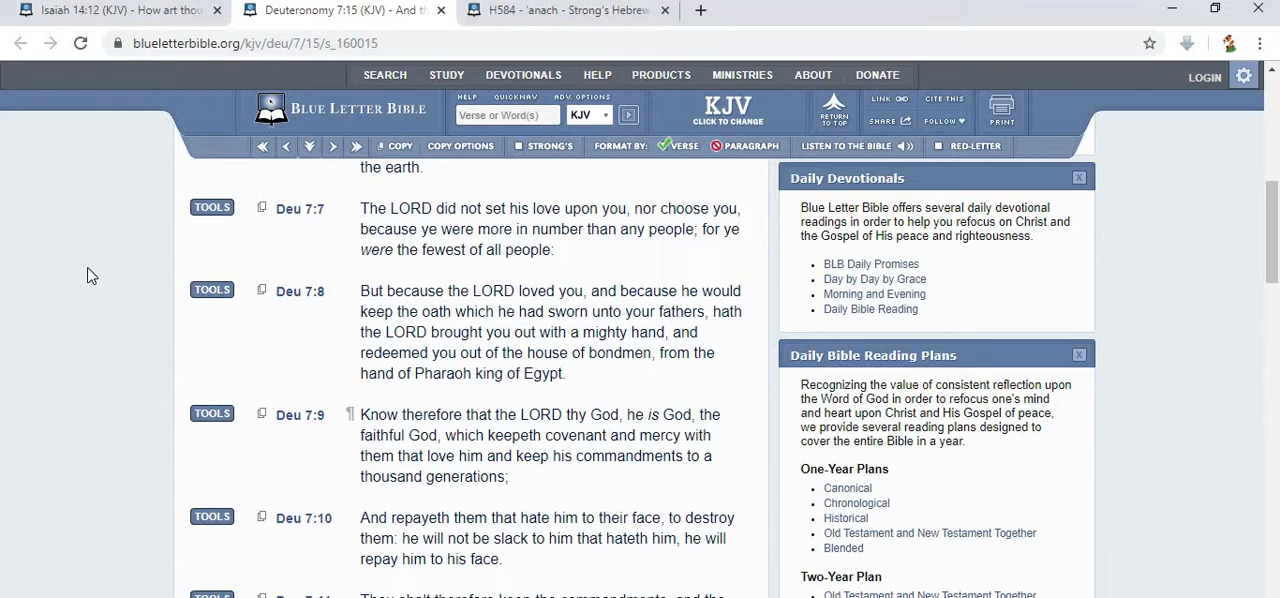 Isaiah 14:12 (KJV) - How art thou
Deuteronomy 7:15 (KJV) - And th
H584 - 'anach - Strong's Hebrew
blueletterbible.org/kjv/deu/7/15/s_160015
SEARCH STUDY DEVOTIONALS HELP PRODUCTS MINISTRIES ABOUT DONATE LOGIN
BLUE LETTER BIBLE
HELP QUICKNAV ADV. OPTIONS
Verse or Word(s) KJV
KJV
CLICK TO CHANGE
RETURN
TO TOP
LINK CITE THIS
SHARE FOLLOW
PRINT
COPY COPY OPTIONS STRONG'S FORMAT BY: VERSE PARAGRAPH LISTEN TO THE BIBLE RED-LETTER
the earth.
TOOLS Deu 7:7 The LORD did not set his love upon you, nor choose you,
because ye were more in number than any people; for ye
were the fewest of all people:
TOOLS Deu 7:8 But because the LORD loved you, and because he would
keep the oath which he had sworn unto your fathers, hath
the LORD brought you out with a mighty hand, and
redeemed you out of the house of bondmen, from the
hand of Pharaoh king of Egypt.
TOOLS Deu 7:9 ¶ Know therefore that the LORD thy God, he is God, the
faithful God, which keepeth covenant and mercy with
them that love him and keep his commandments to a
thousand generations;
TOOLS Deu 7:10 And repayeth them that hate him to their face, to destroy
them: he will not be slack to him that hateth him, he will
repay him to his face.
Daily Devotionals
Blue Letter Bible offers several daily devotional
readings in order to help you refocus on Christ and
the Gospel of His peace and righteousness.
BLB Daily Promises
Day by Day by Grace
Morning and Evening
Daily Bible Reading
Daily Bible Reading Plans
Recognizing the value of consistent reflection upon
the Word of God in order to refocus one's mind
and heart upon Christ and His Gospel of peace,
we provide several reading plans designed to
cover the entire Bible in a year.
One-Year Plans
Canonical
Chronological
Historical
Old Testament and New Testament Together
Blended
Two-Year Plan